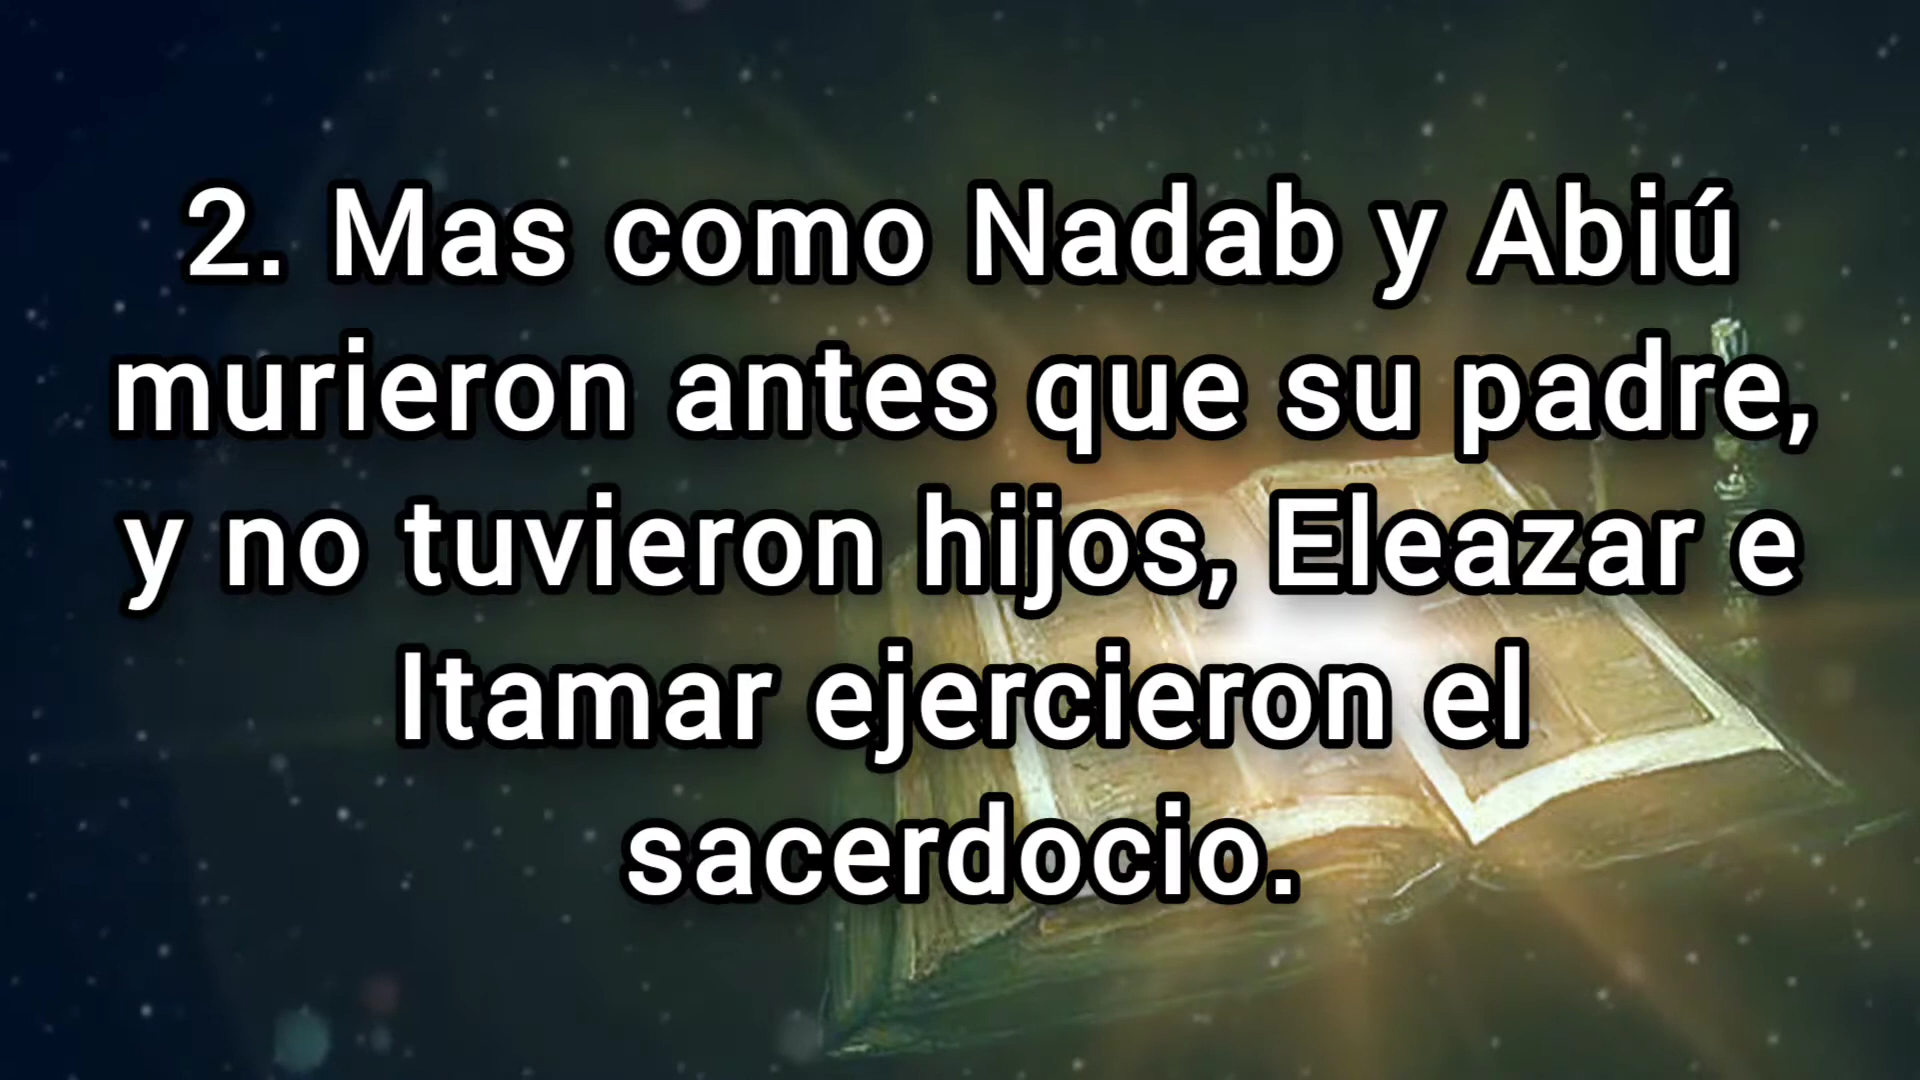 2. Mas como Nadab y Abiú
murieron antes que su padre,
y no tuvieron hijos, Eleazar e
Itamar ejercieron el
sacerdocio.